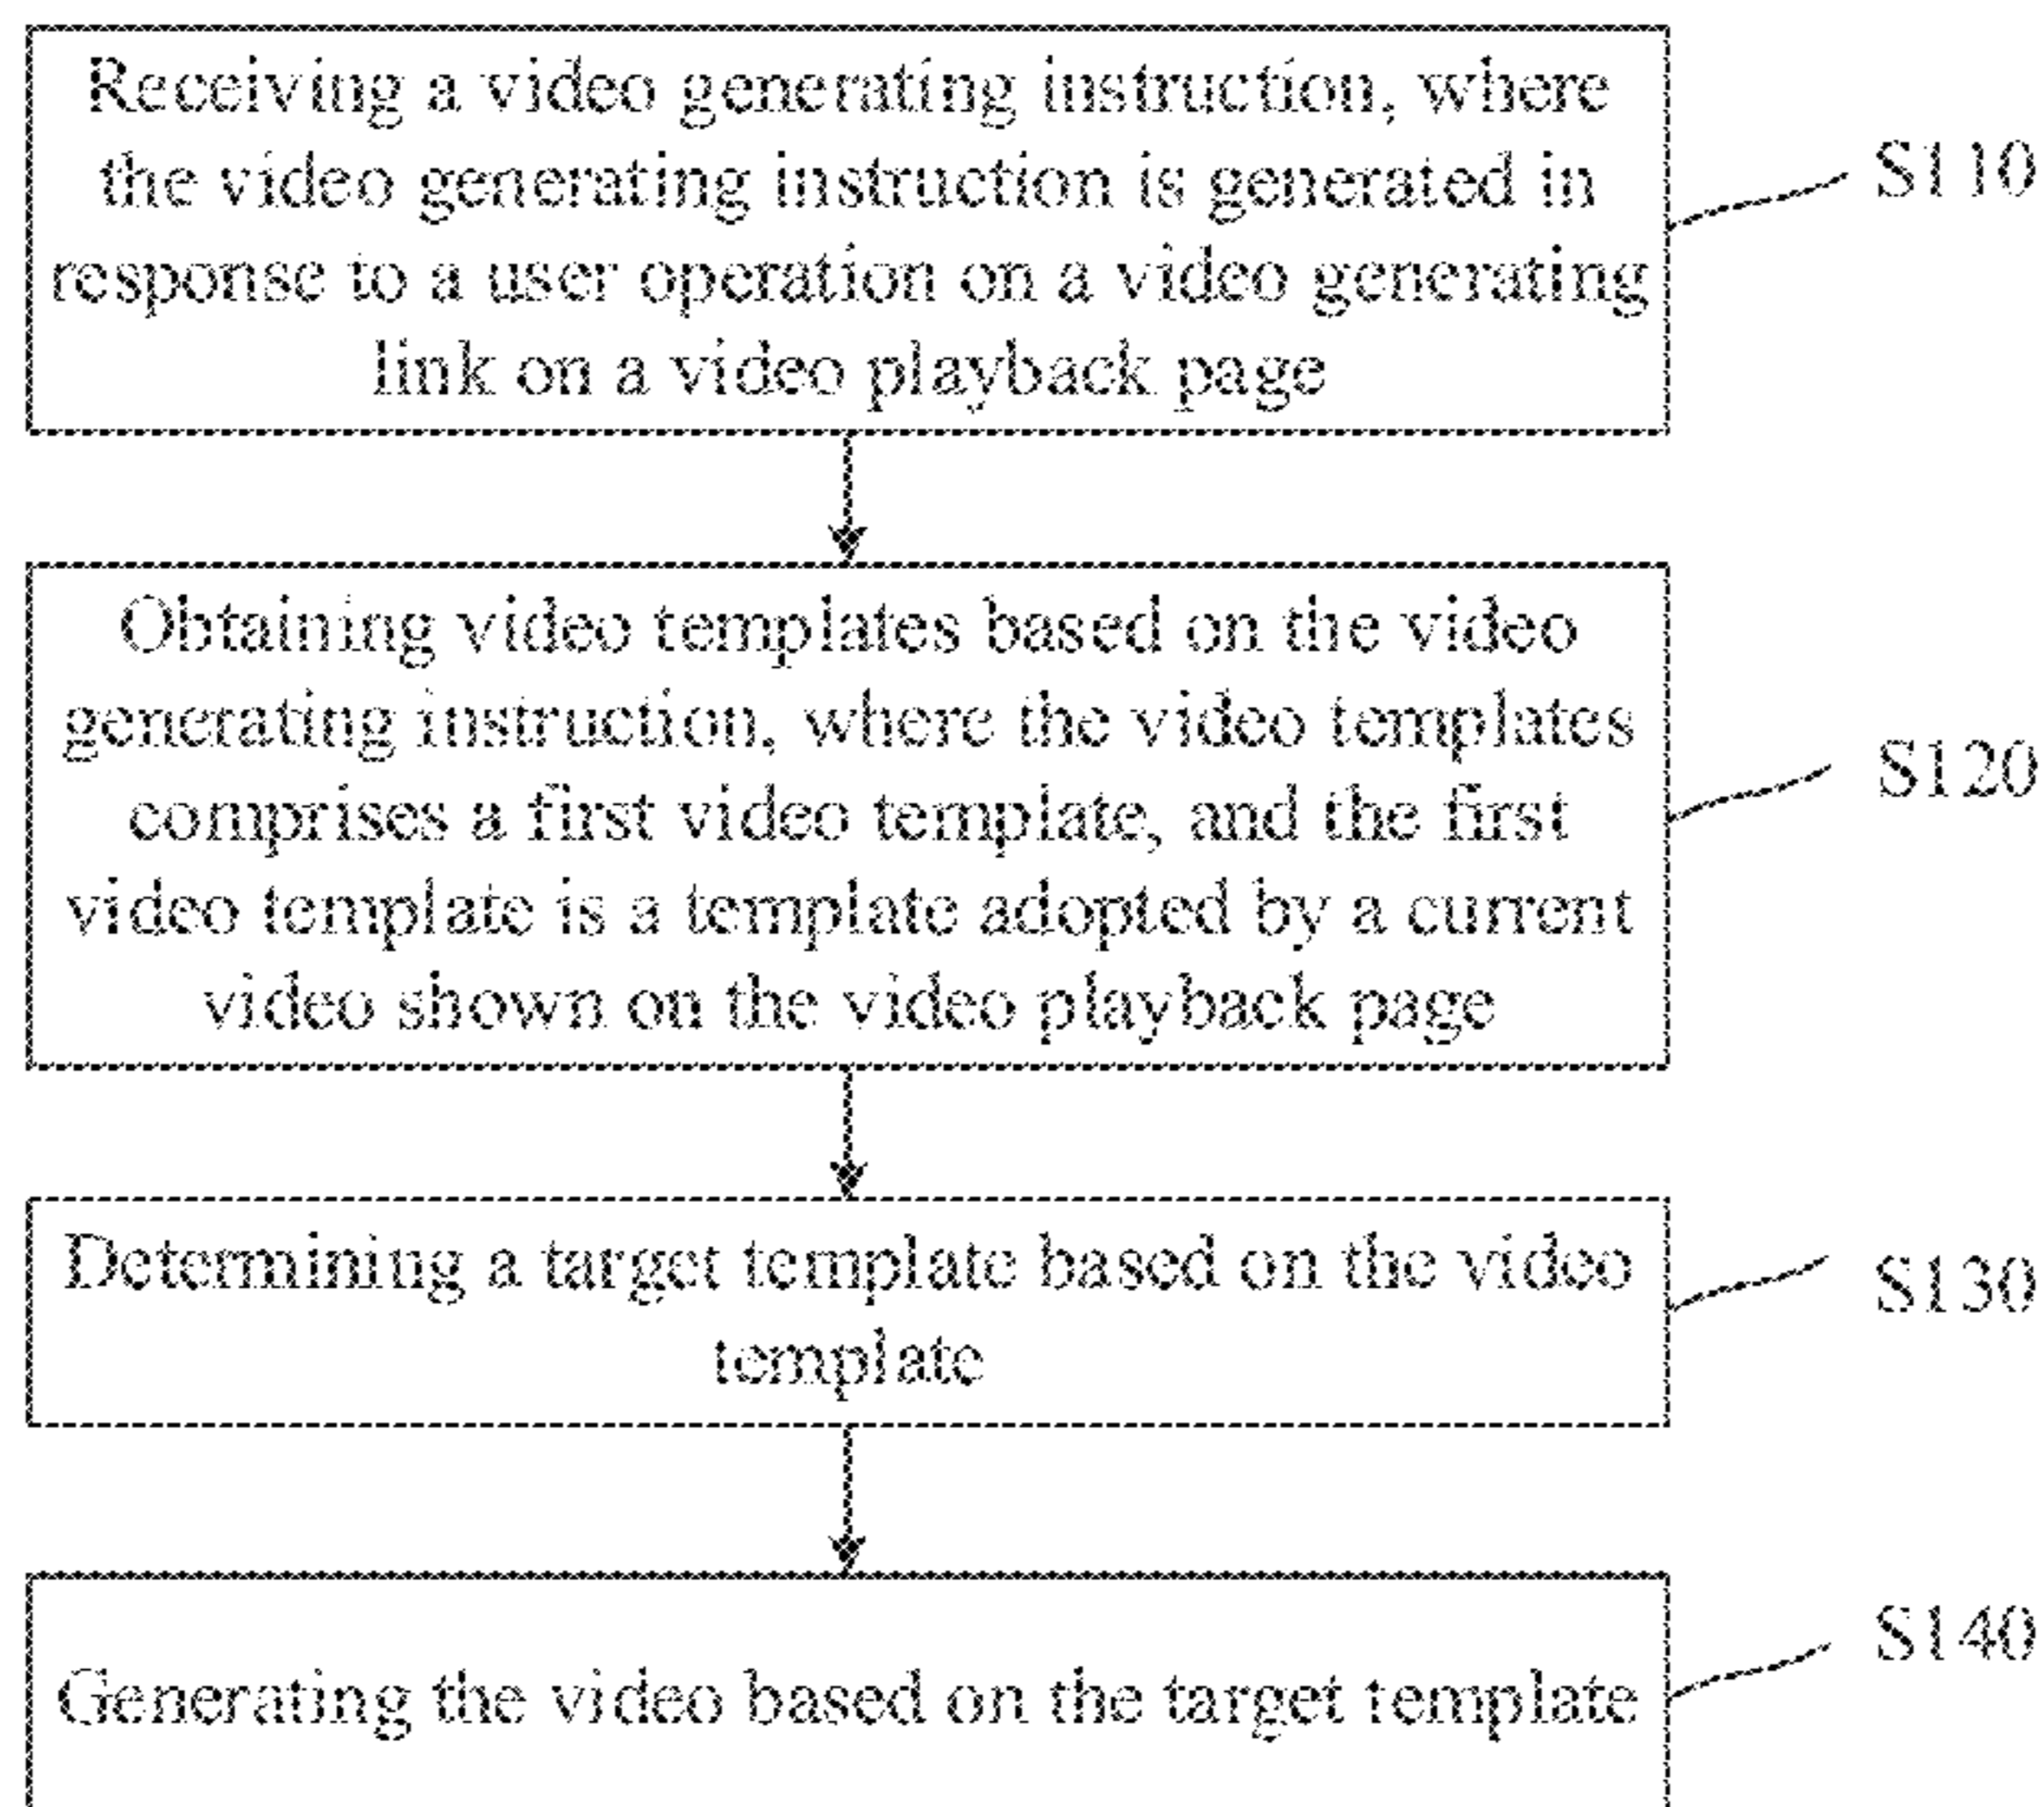 Receiving a video generating instruction, where
the video generating instruction is generated in
response to a user operation on a video generating
link on a video playback page
S110
Obtaining video templates based on the video
generating instruction, where the video templates
comprises a first video template, and the first
video template is a template adopted by a current
video shown on the video playback page
S120
Determining a target template based on the video
template
S130
Generating the video based on the target template
S140